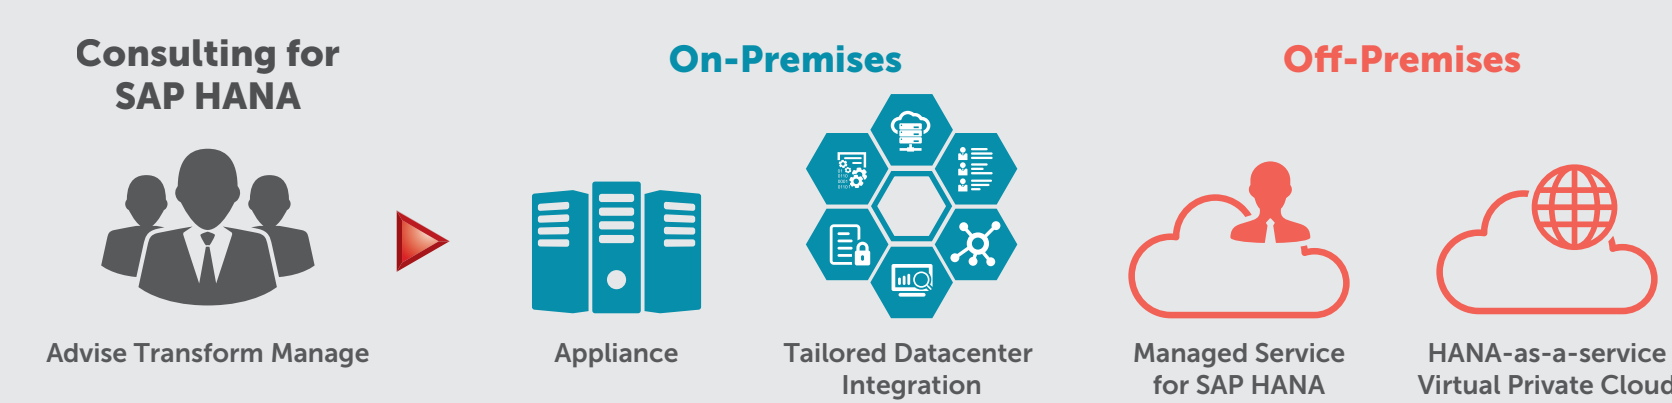 Consulting for
SAP HANA
Advise Transform Manage
On-Premises
Appliance
Tailored Datacenter
Integration
Off-Premises
Managed Service
for SAP HANA
HANA-as-a-service
Virtual Private Cloud